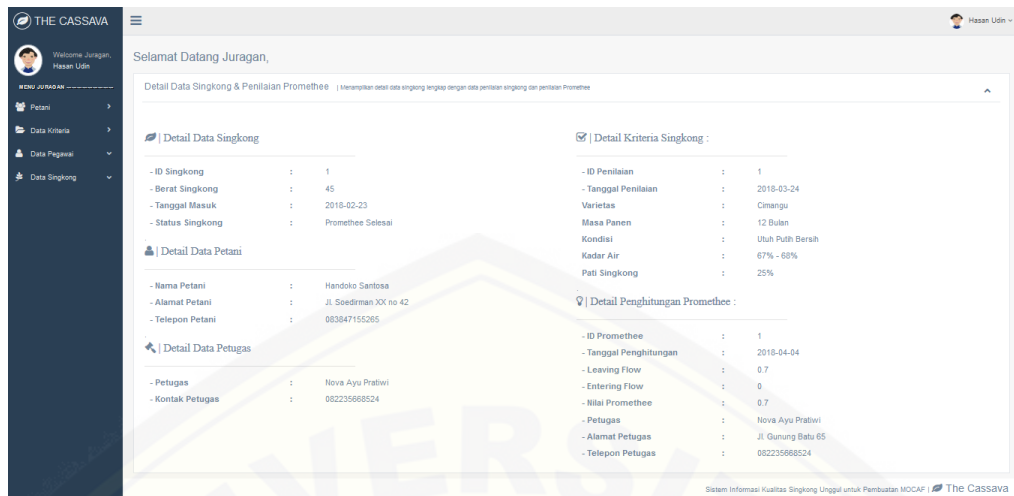 THE CASSAVA
Hasan Udin
Welcome Juragan,
Hasan Udin
MENU JURAGAN
Petani
Data Kriteria
Data Pegawai
Data Singkong
Selamat Datang Juragan,
Detail Data Singkong & Penilaian Promethee | Menampilkan detail data singkong lengkap dengan data penilaian singkong dan penilaian Promethee
| Detail Data Singkong
- ID Singkong : 1
- Berat Singkong : 45
- Tanggal Masuk : 2018-02-23
- Status Singkong : Promethee Selesai
| Detail Data Petani
- Nama Petani : Handoko Santosa
- Alamat Petani : Jl. Soedirman XX no 42
- Telepon Petani : 083847155265
| Detail Data Petugas
- Petugas : Nova Ayu Pratiwi
- Kontak Petugas : 082235668524
| Detail Kriteria Singkong :
- ID Penilaian : 1
- Tanggal Penilaian : 2018-03-24
Varietas : Cimangu
Masa Panen : 12 Bulan
Kondisi : Utuh Putih Bersih
Kadar Air : 67% - 68%
Pati Singkong : 25%
| Detail Penghitungan Promethee :
- ID Promethee : 1
- Tanggal Penghitungan : 2018-04-04
- Leaving Flow : 0.7
- Entering Flow : 0
- Nilai Promethee : 0.7
- Petugas : Nova Ayu Pratiwi
- Alamat Petugas : Jl. Gunung Batu 65
- Telepon Petugas : 082235668524
Sistem Informasi Kualitas Singkong Unggul untuk Pembuatan MOCAF | The Cassava